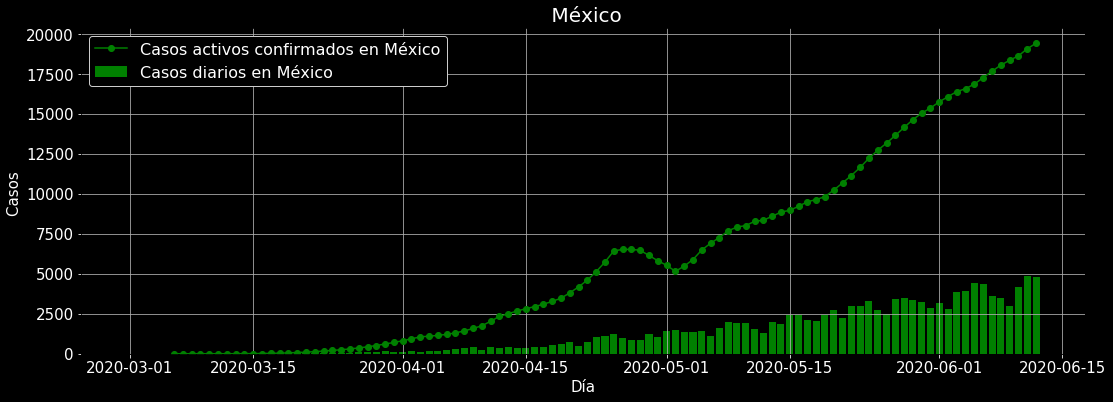 México
20000
17500
15000
12500
10000
7500
5000
2500
0
Casos
Casos activos confirmados en México
Casos diarios en México
2020-03-01 2020-03-15 2020-04-01 2020-04-15 2020-05-01 2020-05-15 2020-06-01 2020-06-15
Día